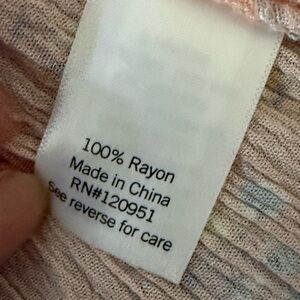 100% Rayon
Made in China
RN#120951
See reverse for care